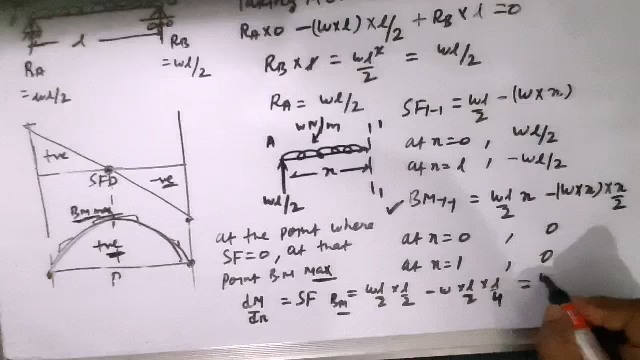 Taking
RA×0 -(w×l)×l/2 + RB×l =0
RB×l = wl²/2 = wl/2
RA = wl/2
l
RA
= wl/2
RB
= wl/2
SF1-1 = wl/2 -(w×x)
at x=0 , wl/2
at x=l , -wl/2
w N/m
A
x
1
1
wl/2
+ve
-ve
SFD
BM max
+ve
✓ BM1-1 = wl/2 x -(w×x)×x/2
at x=0 , 0
at x=l , 0
at the point where
SF=0, at that
point BM max
dM/dx = SF
BM = wl/2 × l/2 - w×l/2×l/4 =